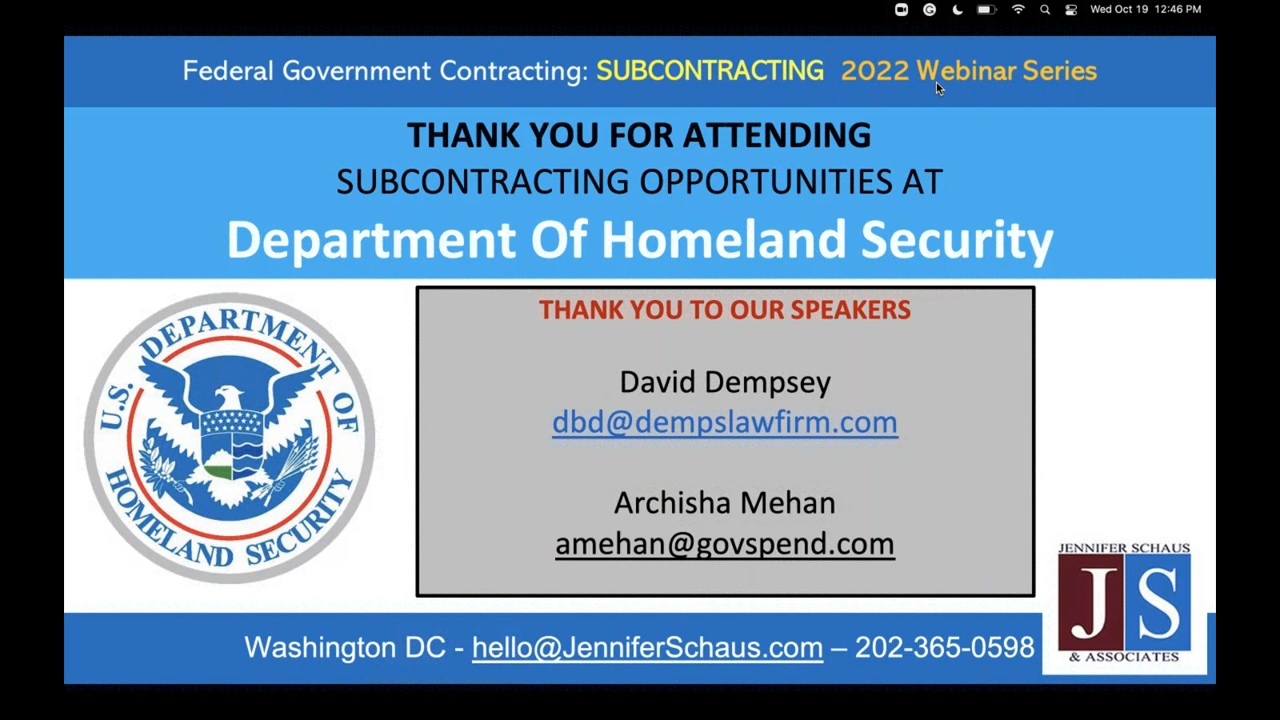 Wed Oct 19 12:46 PM
Federal Government Contracting: SUBCONTRACTING 2022 Webinar Series
THANK YOU FOR ATTENDING
SUBCONTRACTING OPPORTUNITIES AT
Department Of Homeland Security
U.S. DEPARTMENT OF
HOMELAND SECURITY
THANK YOU TO OUR SPEAKERS
David Dempsey
dbd@dempslawfirm.com
Archisha Mehan
amehan@govspend.com
JENNIFER SCHAUS
JS
& ASSOCIATES
Washington DC - hello@JenniferSchaus.com – 202-365-0598